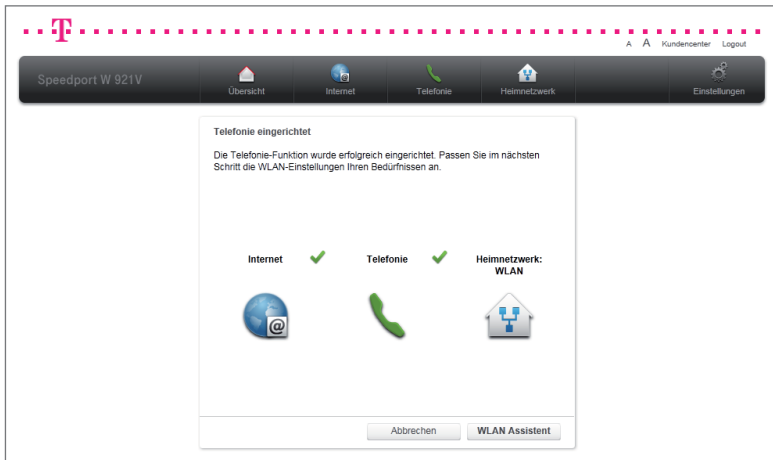 T
A A Kundencenter Logout
Speedport W 921V
Übersicht Internet Telefonie Heimnetzwerk Einstellungen
Telefonie eingerichtet
Die Telefonie-Funktion wurde erfolgreich eingerichtet. Passen Sie im nächsten
Schritt die WLAN-Einstellungen Ihren Bedürfnissen an.
Internet Telefonie Heimnetzwerk:
WLAN
@
Abbrechen WLAN Assistent